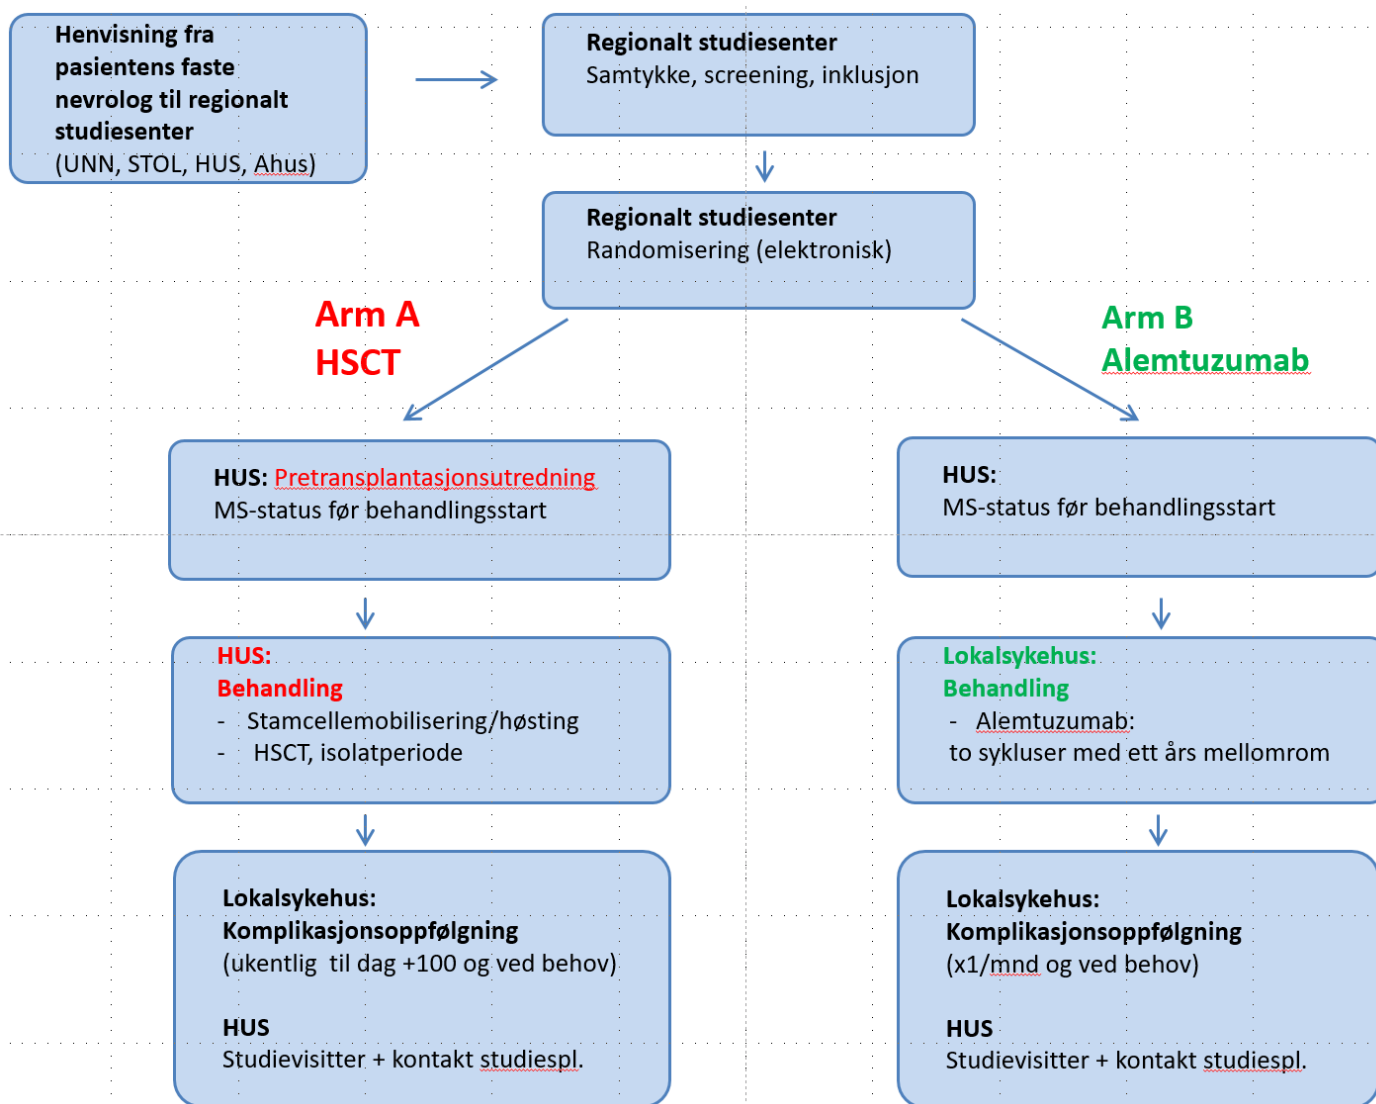 Henvisning fra
pasientens faste
nevrolog til regionalt
studiesenter
(UNN, STOL, HUS, Ahus)
Regionalt studiesenter
Samtykke, screening, inklusjon
Regionalt studiesenter
Randomisering (elektronisk)
Arm A
HSCT
Arm B
Alemtuzumab
HUS: Pretransplantasjonsutredning
MS-status før behandlingsstart
HUS:
MS-status før behandlingsstart
HUS:
Behandling
- Stamcellemobilisering/høsting
- HSCT, isolatperiode
Lokalsykehus:
Behandling
- Alemtuzumab:
to sykluser med ett års mellomrom
Lokalsykehus:
Komplikasjonsoppfølgning
(ukentlig til dag +100 og ved behov)
HUS
Studievisitter + kontakt studiespl.
Lokalsykehus:
Komplikasjonsoppfølgning
(x1/mnd og ved behov)
HUS
Studievisitter + kontakt studiespl.